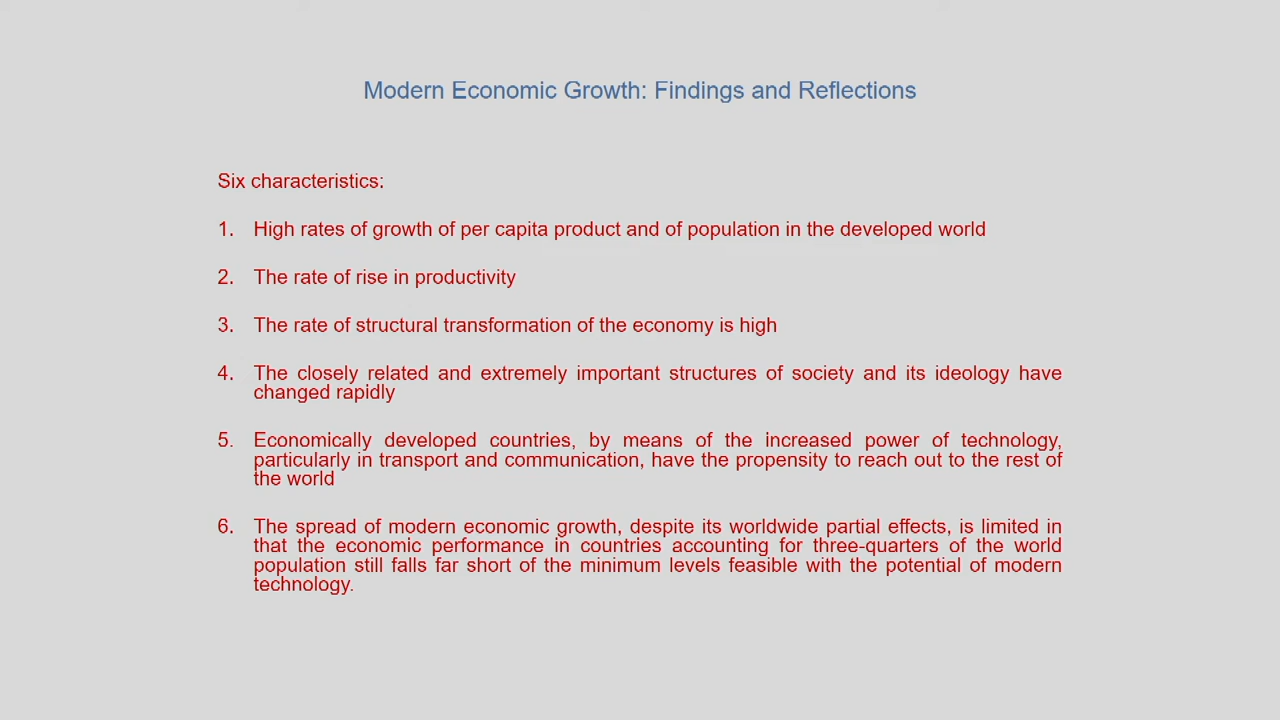 Modern Economic Growth: Findings and Reflections
Six characteristics:
1. High rates of growth of per capita product and of population in the developed world
2. The rate of rise in productivity
3. The rate of structural transformation of the economy is high
4. The closely related and extremely important structures of society and its ideology have
changed rapidly
5. Economically developed countries, by means of the increased power of technology,
particularly in transport and communication, have the propensity to reach out to the rest of
the world
6. The spread of modern economic growth, despite its worldwide partial effects, is limited in
that the economic performance in countries accounting for three-quarters of the world
population still falls far short of the minimum levels feasible with the potential of modern
technology.